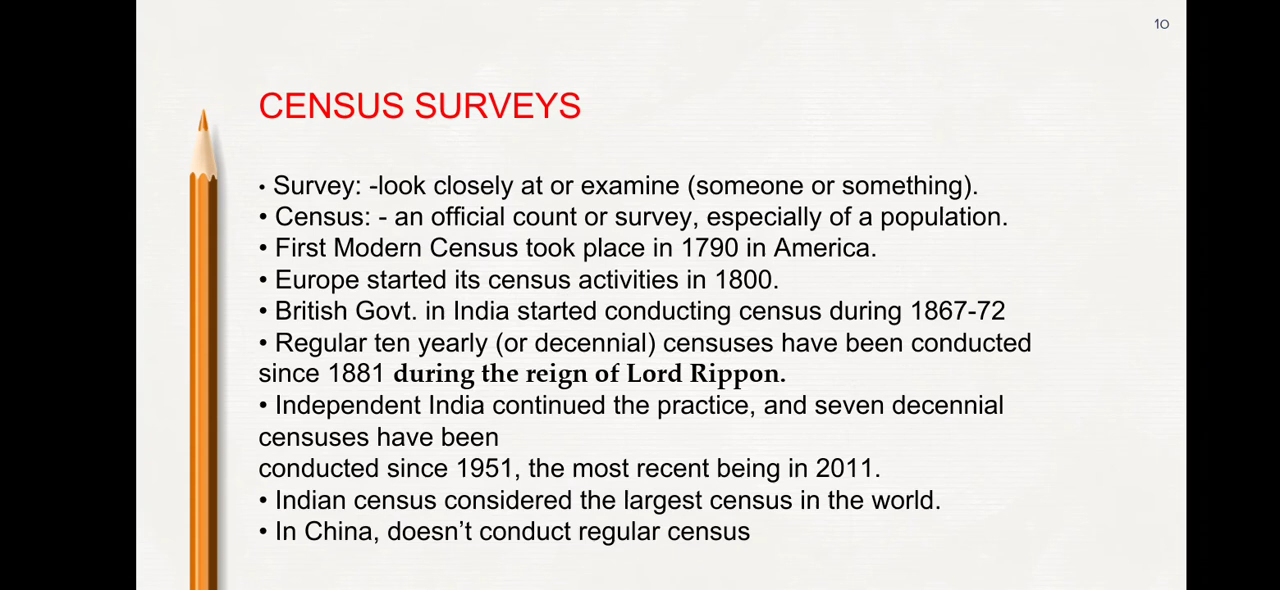 10
CENSUS SURVEYS
• Survey: -look closely at or examine (someone or something).
• Census: - an official count or survey, especially of a population.
• First Modern Census took place in 1790 in America.
• Europe started its census activities in 1800.
• British Govt. in India started conducting census during 1867-72
• Regular ten yearly (or decennial) censuses have been conducted
since 1881 during the reign of Lord Rippon.
• Independent India continued the practice, and seven decennial
censuses have been
conducted since 1951, the most recent being in 2011.
• Indian census considered the largest census in the world.
• In China, doesn’t conduct regular census